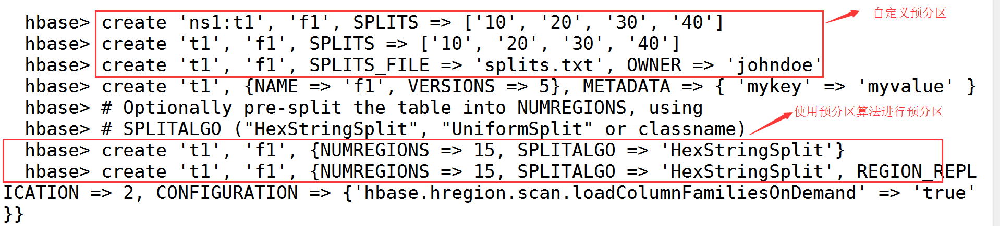 自定义预分区
hbase> create 'ns1:t1', 'f1', SPLITS => ['10', '20', '30', '40']
hbase> create 't1', 'f1', SPLITS => ['10', '20', '30', '40']
hbase> create 't1', 'f1', SPLITS_FILE => 'splits.txt', OWNER => 'johndoe'
hbase> create 't1', {NAME => 'f1', VERSIONS => 5}, METADATA => { 'mykey' => 'myvalue' }
hbase> # Optionally pre-split the table into NUMREGIONS, using
使用预分区算法进行预分区
hbase> # SPLITALGO ("HexStringSplit", "UniformSplit" or classname)
hbase> create 't1', 'f1', {NUMREGIONS => 15, SPLITALGO => 'HexStringSplit'}
hbase> create 't1', 'f1', {NUMREGIONS => 15, SPLITALGO => 'HexStringSplit', REGION_REPL
ICATION => 2, CONFIGURATION => {'hbase.hregion.scan.loadColumnFamiliesOnDemand' => 'true'
}}